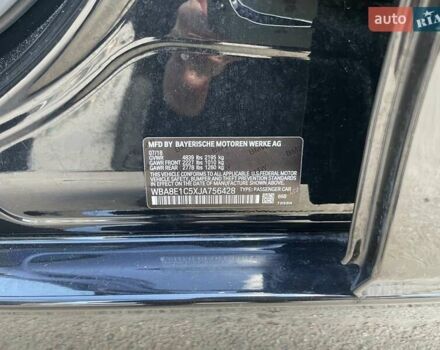 auto RIA
MFD BY BAYERISCHE MOTOREN WERKE AG
07/18
GVWR 4839 lbs 2195 kg
GAWR FRONT 2227 lbs 1010 kg
GAWR REAR 2778 lbs 1260 kg
THIS VEHICLE CONFORMS TO ALL APPLICABLE U.S. FEDERAL MOTOR
VEHICLE SAFETY, BUMPER AND THEFT PREVENTION STANDARDS
IN EFFECT ON THE DATE OF MANUFACTURE SHOWN ABOVE.
WBA8E1C5XJA756428 TYPE: PASSENGER CAR